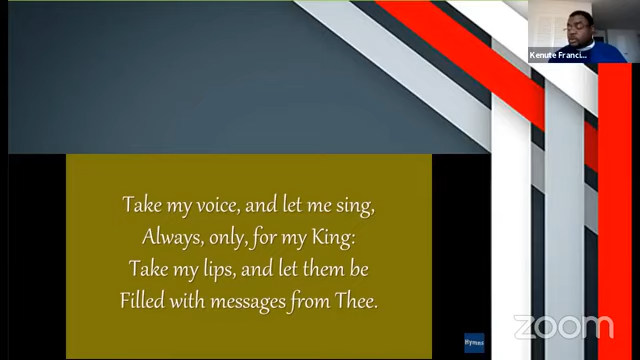 Kenute Franci...
Take my voice, and let me sing,
Always, only, for my King:
Take my lips, and let them be
Filled with messages from Thee.
Hymns
zoom